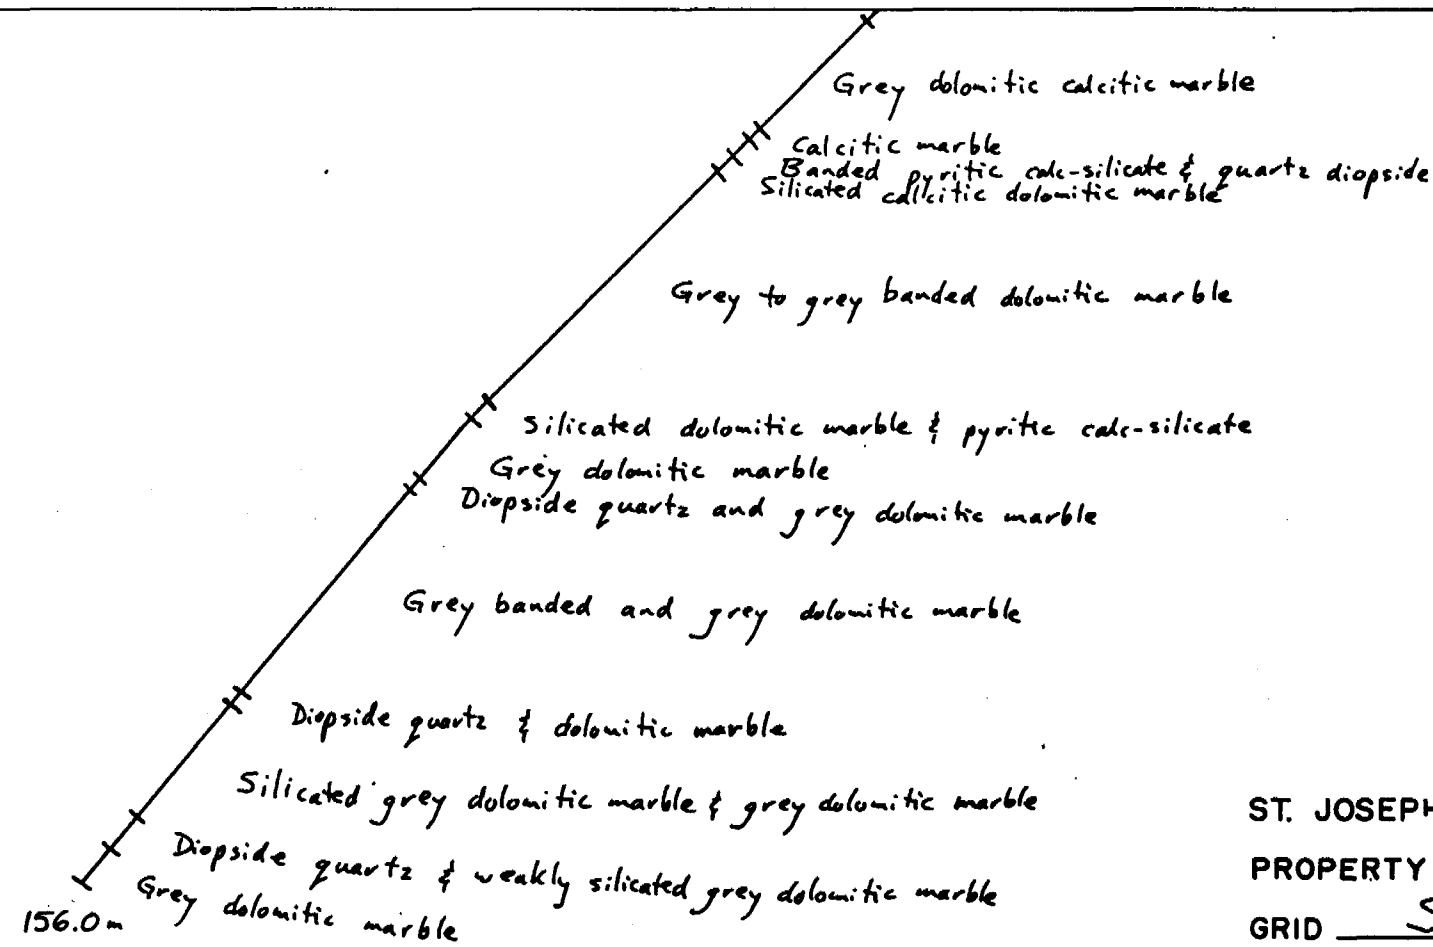 Grey dolomitic calcitic marble
Calcitic marble
Banded pyritic calc-silicate & quartz diopside
Silicated calcitic dolomitic marble
Grey to grey banded dolomitic marble
Silicated dolomitic marble & pyritic calc-silicate
Grey dolomitic marble
Diopside quartz and grey dolomitic marble
Grey banded and grey dolomitic marble
Diopside quartz & dolomitic marble
Silicated grey dolomitic marble & grey dolomitic marble
Diopside quartz & weakly silicated grey dolomitic marble
Grey dolomitic marble
156.0 m
ST. JOSEPH
PROPERTY
GRID